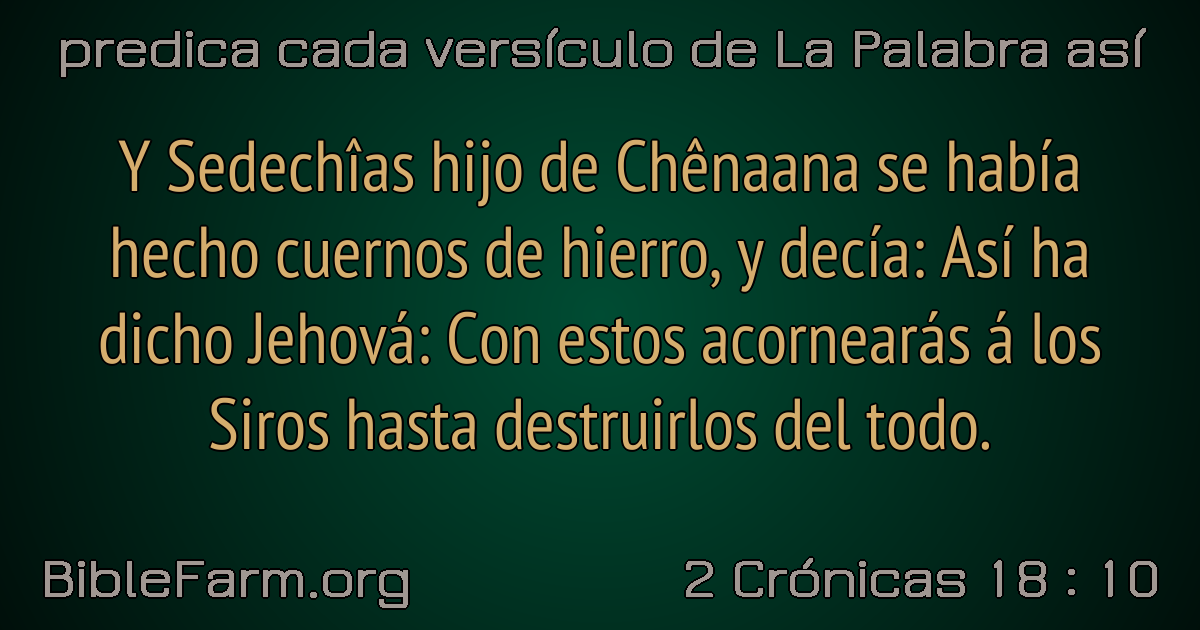 predica cada versículo de La Palabra así
Y Sedechîas hijo de Chênaana se había
hecho cuernos de hierro, y decía: Así ha
dicho Jehová: Con estos acornearás á los
Siros hasta destruirlos del todo.
BibleFarm.org
2 Crónicas 18 : 10